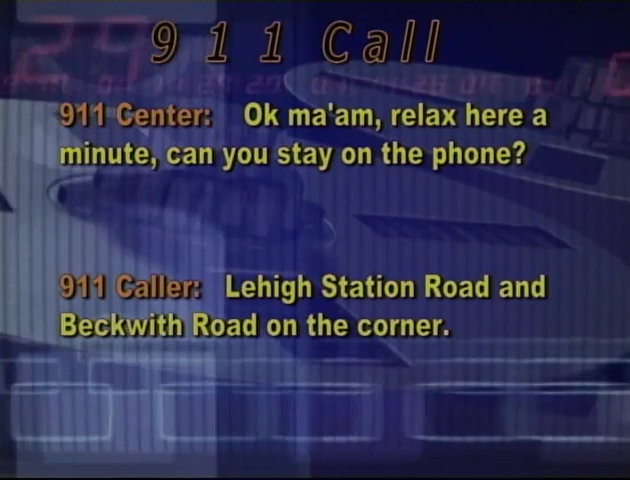 9 1 1 Call
911 Center: Ok ma'am, relax here a
minute, can you stay on the phone?
911 Caller: Lehigh Station Road and
Beckwith Road on the corner.